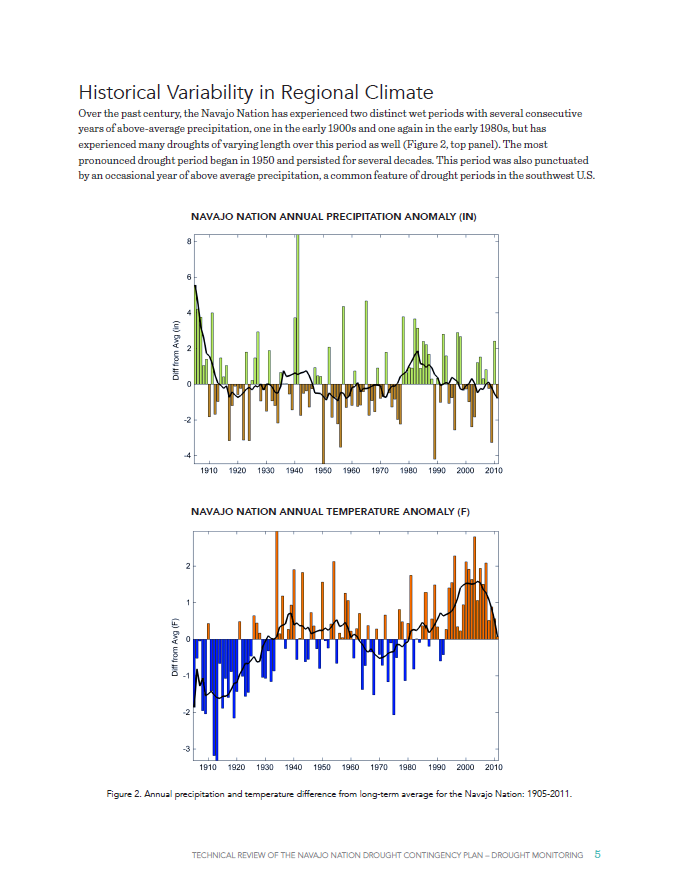 Historical Variability in Regional Climate
Over the past century, the Navajo Nation has experienced two distinct wet periods with several consecutive
years of above-average precipitation, one in the early 1900s and one again in the early 1980s, but has
experienced many droughts of varying length over this period as well (Figure 2, top panel). The most
pronounced drought period began in 1950 and persisted for several decades. This period was also punctuated
by an occasional year of above average precipitation, a common feature of drought periods in the southwest U.S.
NAVAJO NATION ANNUAL PRECIPITATION ANOMALY (IN)
Diff from Avg (in)
8
6
4
2
0
-2
-4
1910 1920 1930 1940 1950 1960 1970 1980 1990 2000 2010
NAVAJO NATION ANNUAL TEMPERATURE ANOMALY (F)
Diff from Avg (F)
2
1
0
-1
-2
-3
1910 1920 1930 1940 1950 1960 1970 1980 1990 2000 2010
Figure 2. Annual precipitation and temperature difference from long-term average for the Navajo Nation: 1905-2011.
TECHNICAL REVIEW OF THE NAVAJO NATION DROUGHT CONTINGENCY PLAN – DROUGHT MONITORING 5